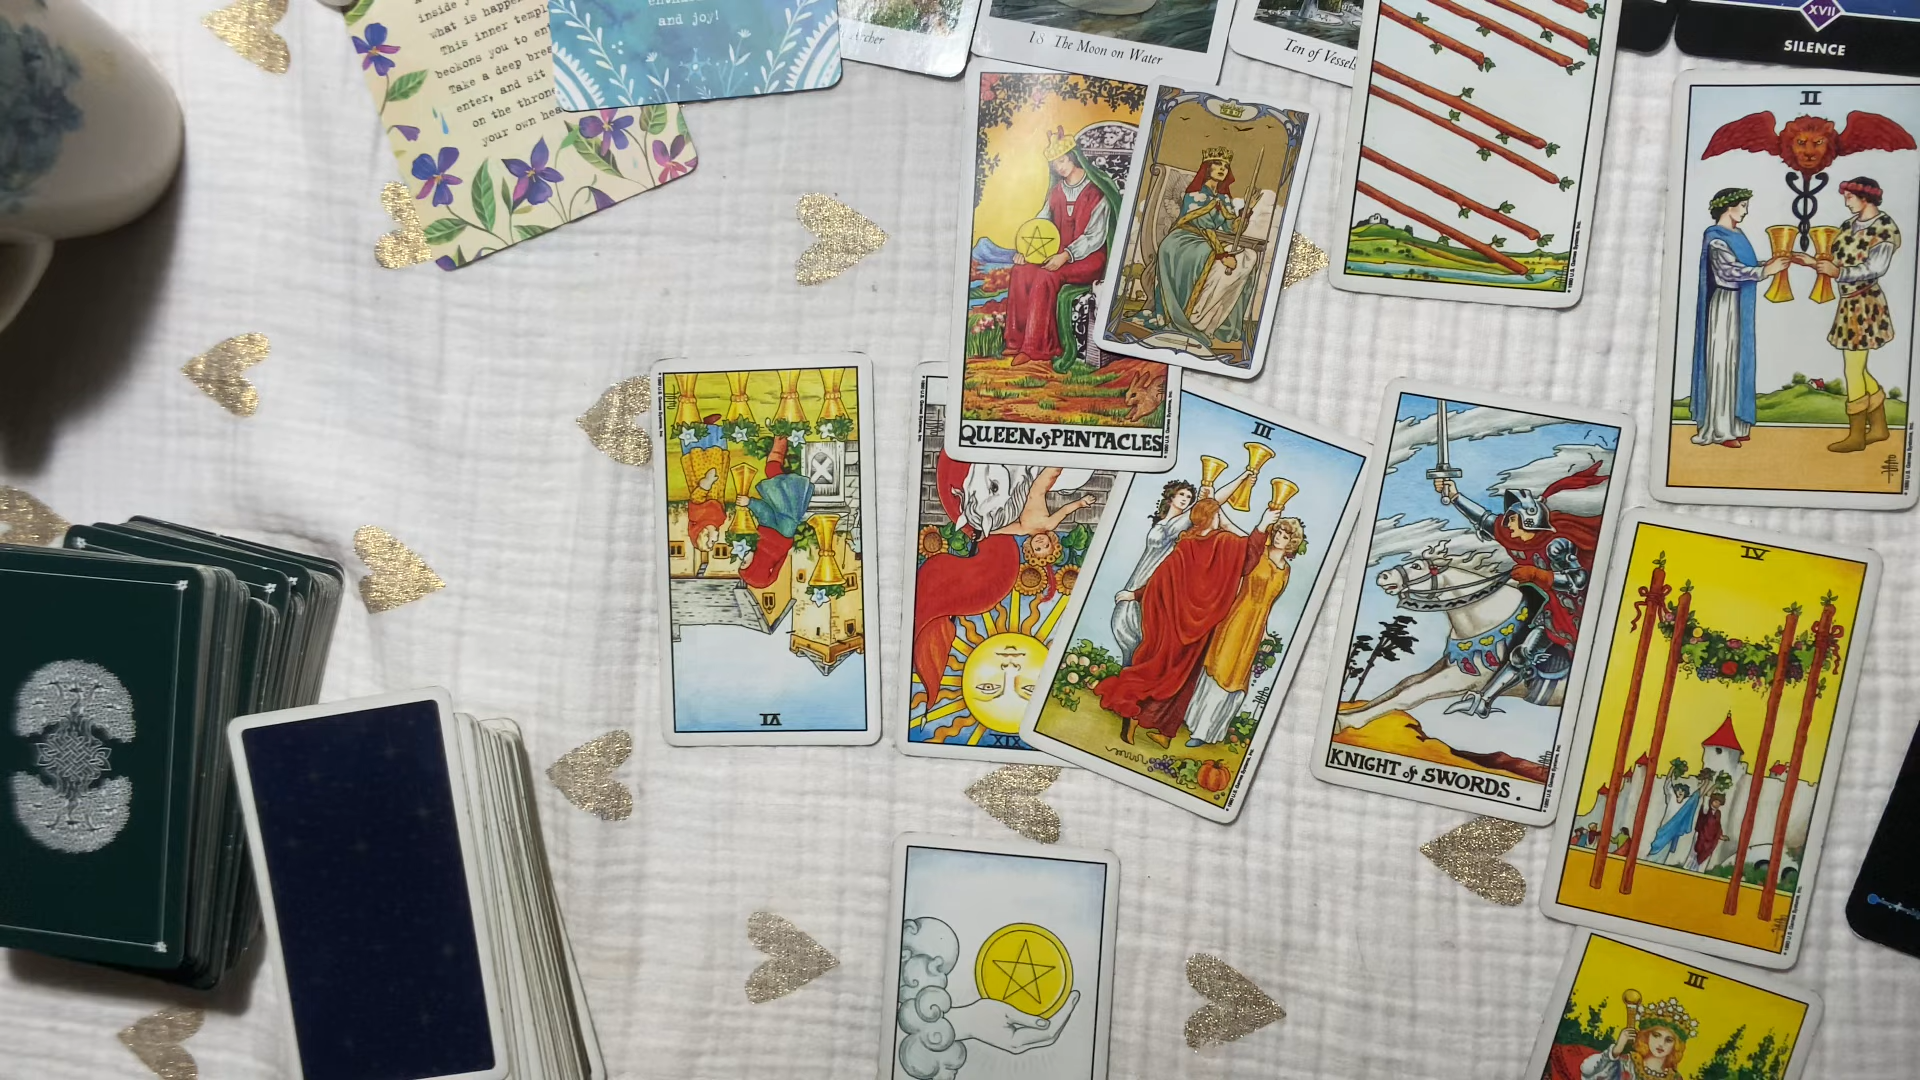 inside y
what is happe
This inner templ
beckons you to en
Take a deep brea
enter, and sit
on the throne
your own hea
and joy!
Archer
18 The Moon on Water
Ten of Vessels
XVII
SILENCE
II
QUEEN of PENTACLES
III
KNIGHT of SWORDS.
IV
VI
XIX
III